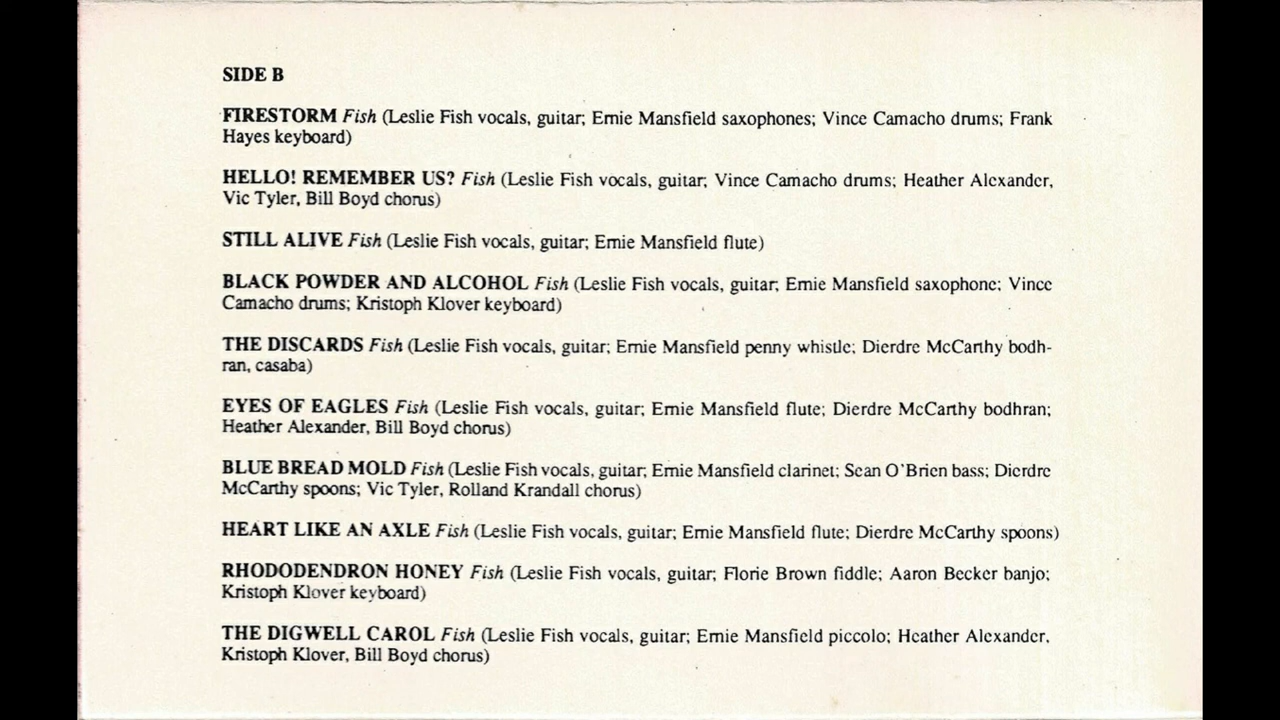 SIDE B
FIRESTORM Fish (Leslie Fish vocals, guitar; Ernie Mansfield saxophones; Vince Camacho drums; Frank
Hayes keyboard)
HELLO! REMEMBER US? Fish (Leslie Fish vocals, guitar; Vince Camacho drums; Heather Alexander,
Vic Tyler, Bill Boyd chorus)
STILL ALIVE Fish (Leslie Fish vocals, guitar; Ernie Mansfield flute)
BLACK POWDER AND ALCOHOL Fish (Leslie Fish vocals, guitar; Ernie Mansfield saxophone; Vince
Camacho drums; Kristoph Klover keyboard)
THE DISCARDS Fish (Leslie Fish vocals, guitar; Ernie Mansfield penny whistle; Dierdre McCarthy bodh-
ran, casaba)
EYES OF EAGLES Fish (Leslie Fish vocals, guitar; Ernie Mansfield flute; Dierdre McCarthy bodhran;
Heather Alexander, Bill Boyd chorus)
BLUE BREAD MOLD Fish (Leslie Fish vocals, guitar; Ernie Mansfield clarinet; Sean O'Brien bass; Dierdre
McCarthy spoons; Vic Tyler, Rolland Krandall chorus)
HEART LIKE AN AXLE Fish (Leslie Fish vocals, guitar; Ernie Mansfield flute; Dierdre McCarthy spoons)
RHODODENDRON HONEY Fish (Leslie Fish vocals, guitar; Florie Brown fiddle; Aaron Becker banjo;
Kristoph Klover keyboard)
THE DIGWELL CAROL Fish (Leslie Fish vocals, guitar; Ernie Mansfield piccolo; Heather Alexander,
Kristoph Klover, Bill Boyd chorus)